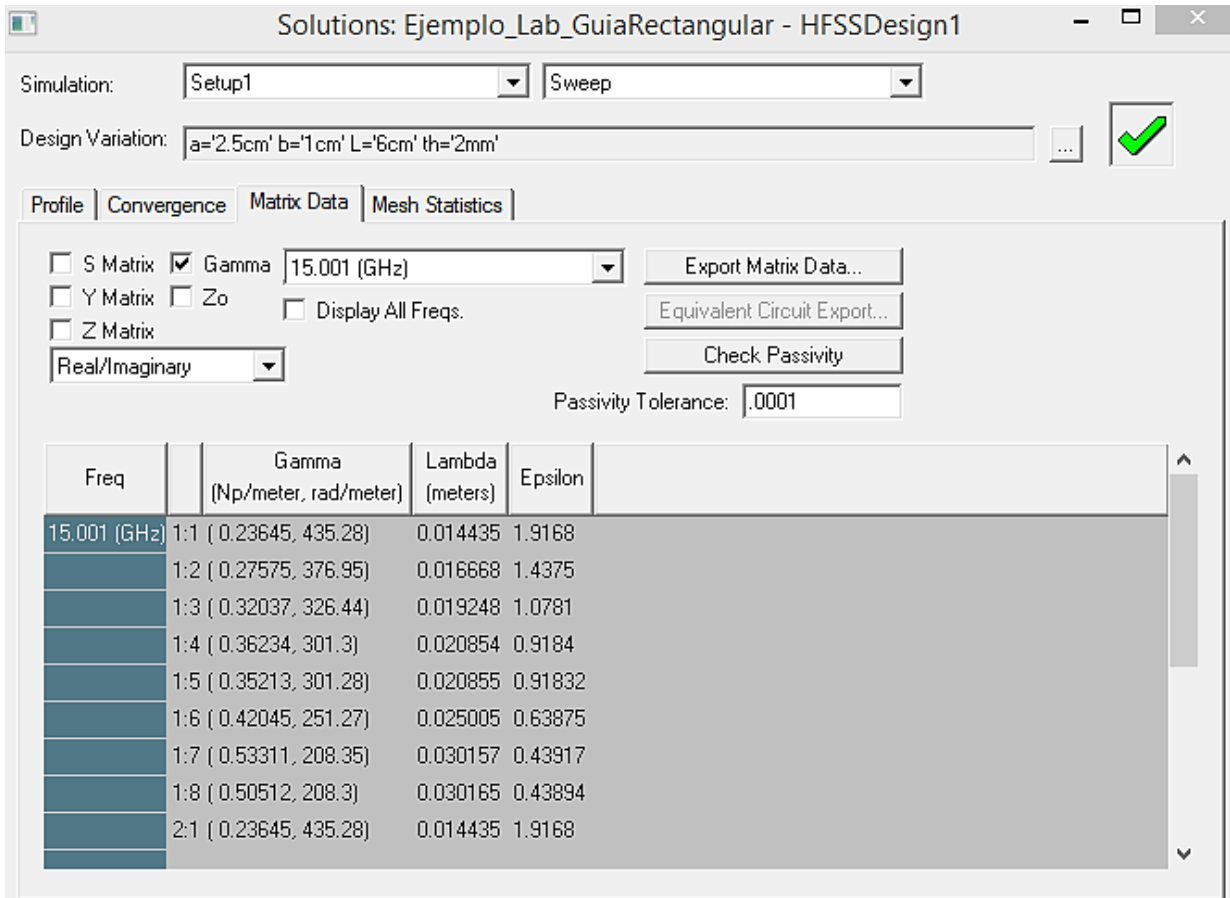 Solutions: Ejemplo_Lab_GuiaRectangular - HFSSDesign1
Simulation: Setup1 Sweep
Design Variation: a='2.5cm' b='1cm' L='6cm' th='2mm' ...
Profile Convergence Matrix Data Mesh Statistics
S Matrix Gamma 15.001 (GHz) Export Matrix Data...
Y Matrix Zo Display All Freqs. Equivalent Circuit Export...
Z Matrix
Real/Imaginary Check Passivity
Passivity Tolerance: .0001
Freq Gamma (Np/meter, rad/meter) Lambda (meters) Epsilon
15.001 (GHz) 1:1 ( 0.23645, 435.28) 0.014435 1.9168
1:2 ( 0.27575, 376.95) 0.016668 1.4375
1:3 ( 0.32037, 326.44) 0.019248 1.0781
1:4 ( 0.36234, 301.3) 0.020854 0.9184
1:5 ( 0.35213, 301.28) 0.020855 0.91832
1:6 ( 0.42045, 251.27) 0.025005 0.63875
1:7 ( 0.53311, 208.35) 0.030157 0.43917
1:8 ( 0.50512, 208.3) 0.030165 0.43894
2:1 ( 0.23645, 435.28) 0.014435 1.9168